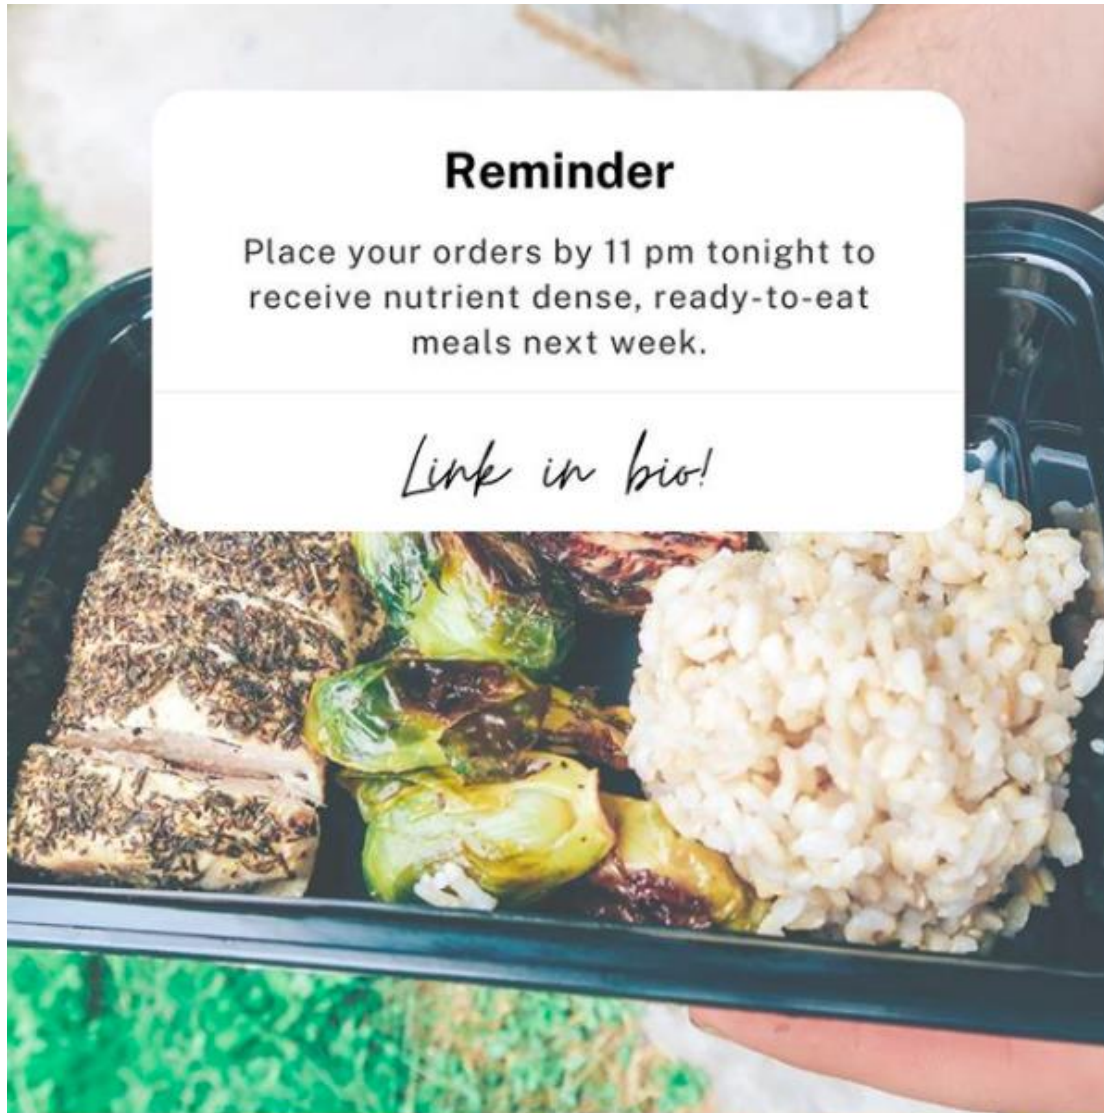 Reminder
Place your orders by 11 pm tonight to
receive nutrient dense, ready-to-eat
meals next week.
Link in bio!